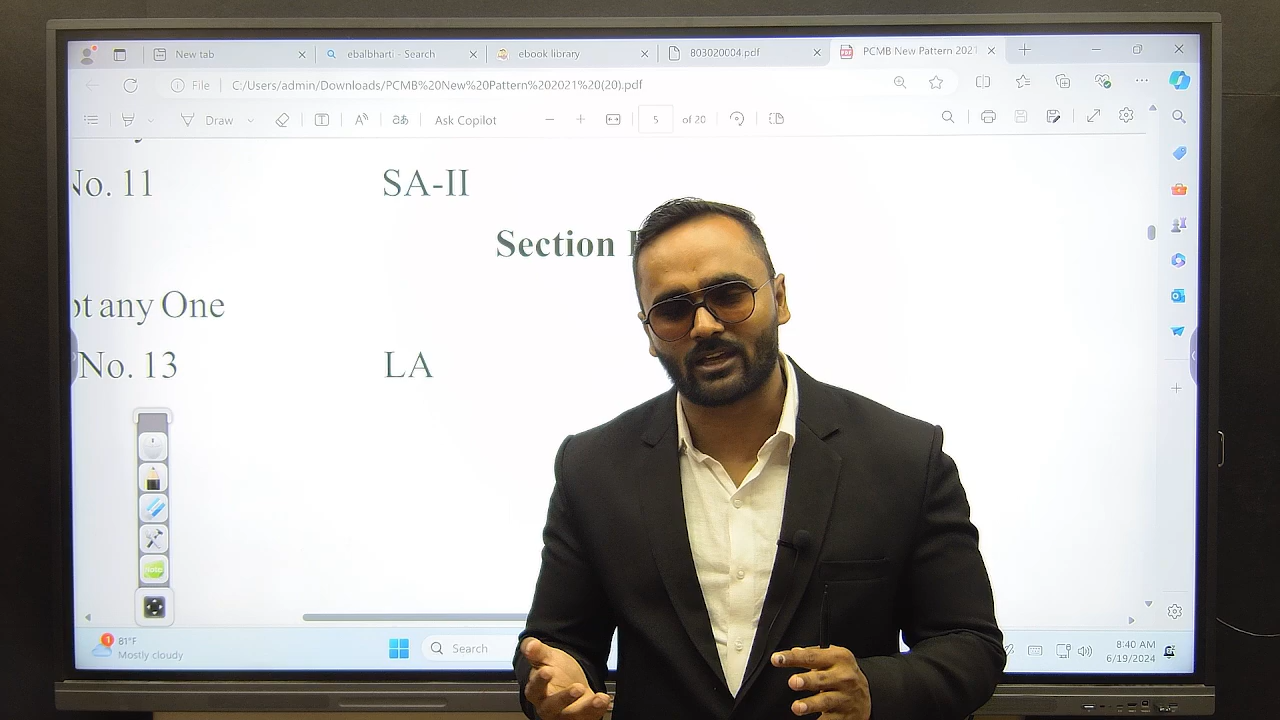 New tab
ebalbharti - Search
ebook library
803020004.pdf
PCMB New Pattern 2021
File
C:/Users/admin/Downloads/PCMB%20New%20Pattern%202021%20(20).pdf
Draw
Ask Copilot
5
of 20
No. 11
SA-II
Section
any One
No. 13
LA
Note
1
81°F
Mostly cloudy
Search
8:40 AM
6/19/2024